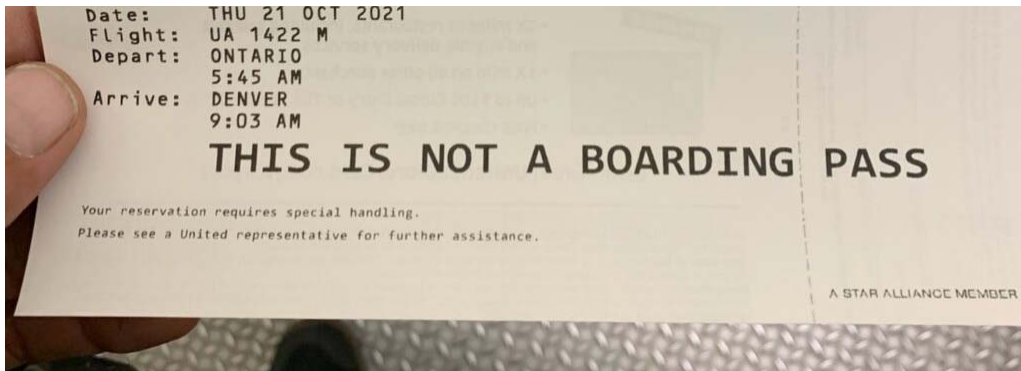 Date: THU 21 OCT 2021
Flight: UA 1422 M
Depart: ONTARIO
5:45 AM
Arrive: DENVER
9:03 AM
THIS IS NOT A BOARDING PASS
Your reservation requires special handling.
Please see a United representative for further assistance.
A STAR ALLIANCE MEMBER